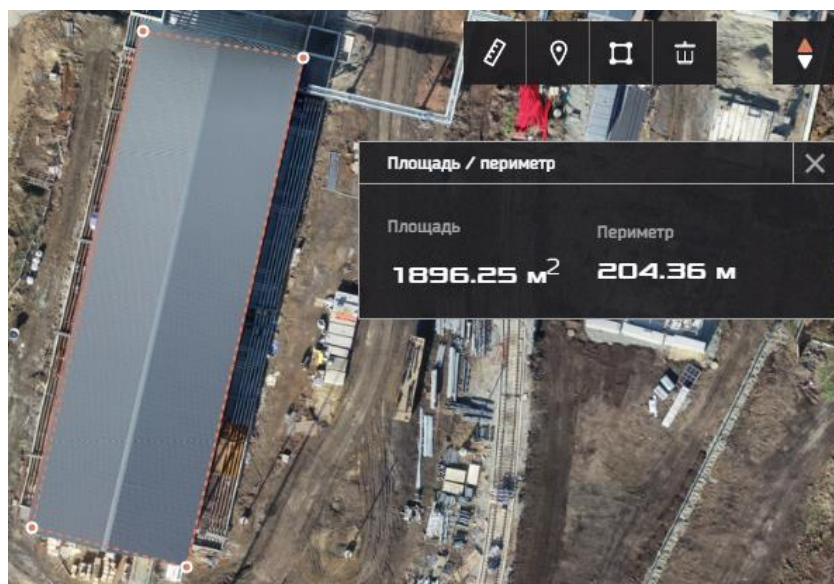 Площадь / периметр
Площадь
Периметр
1896.25 м²
204.36 м